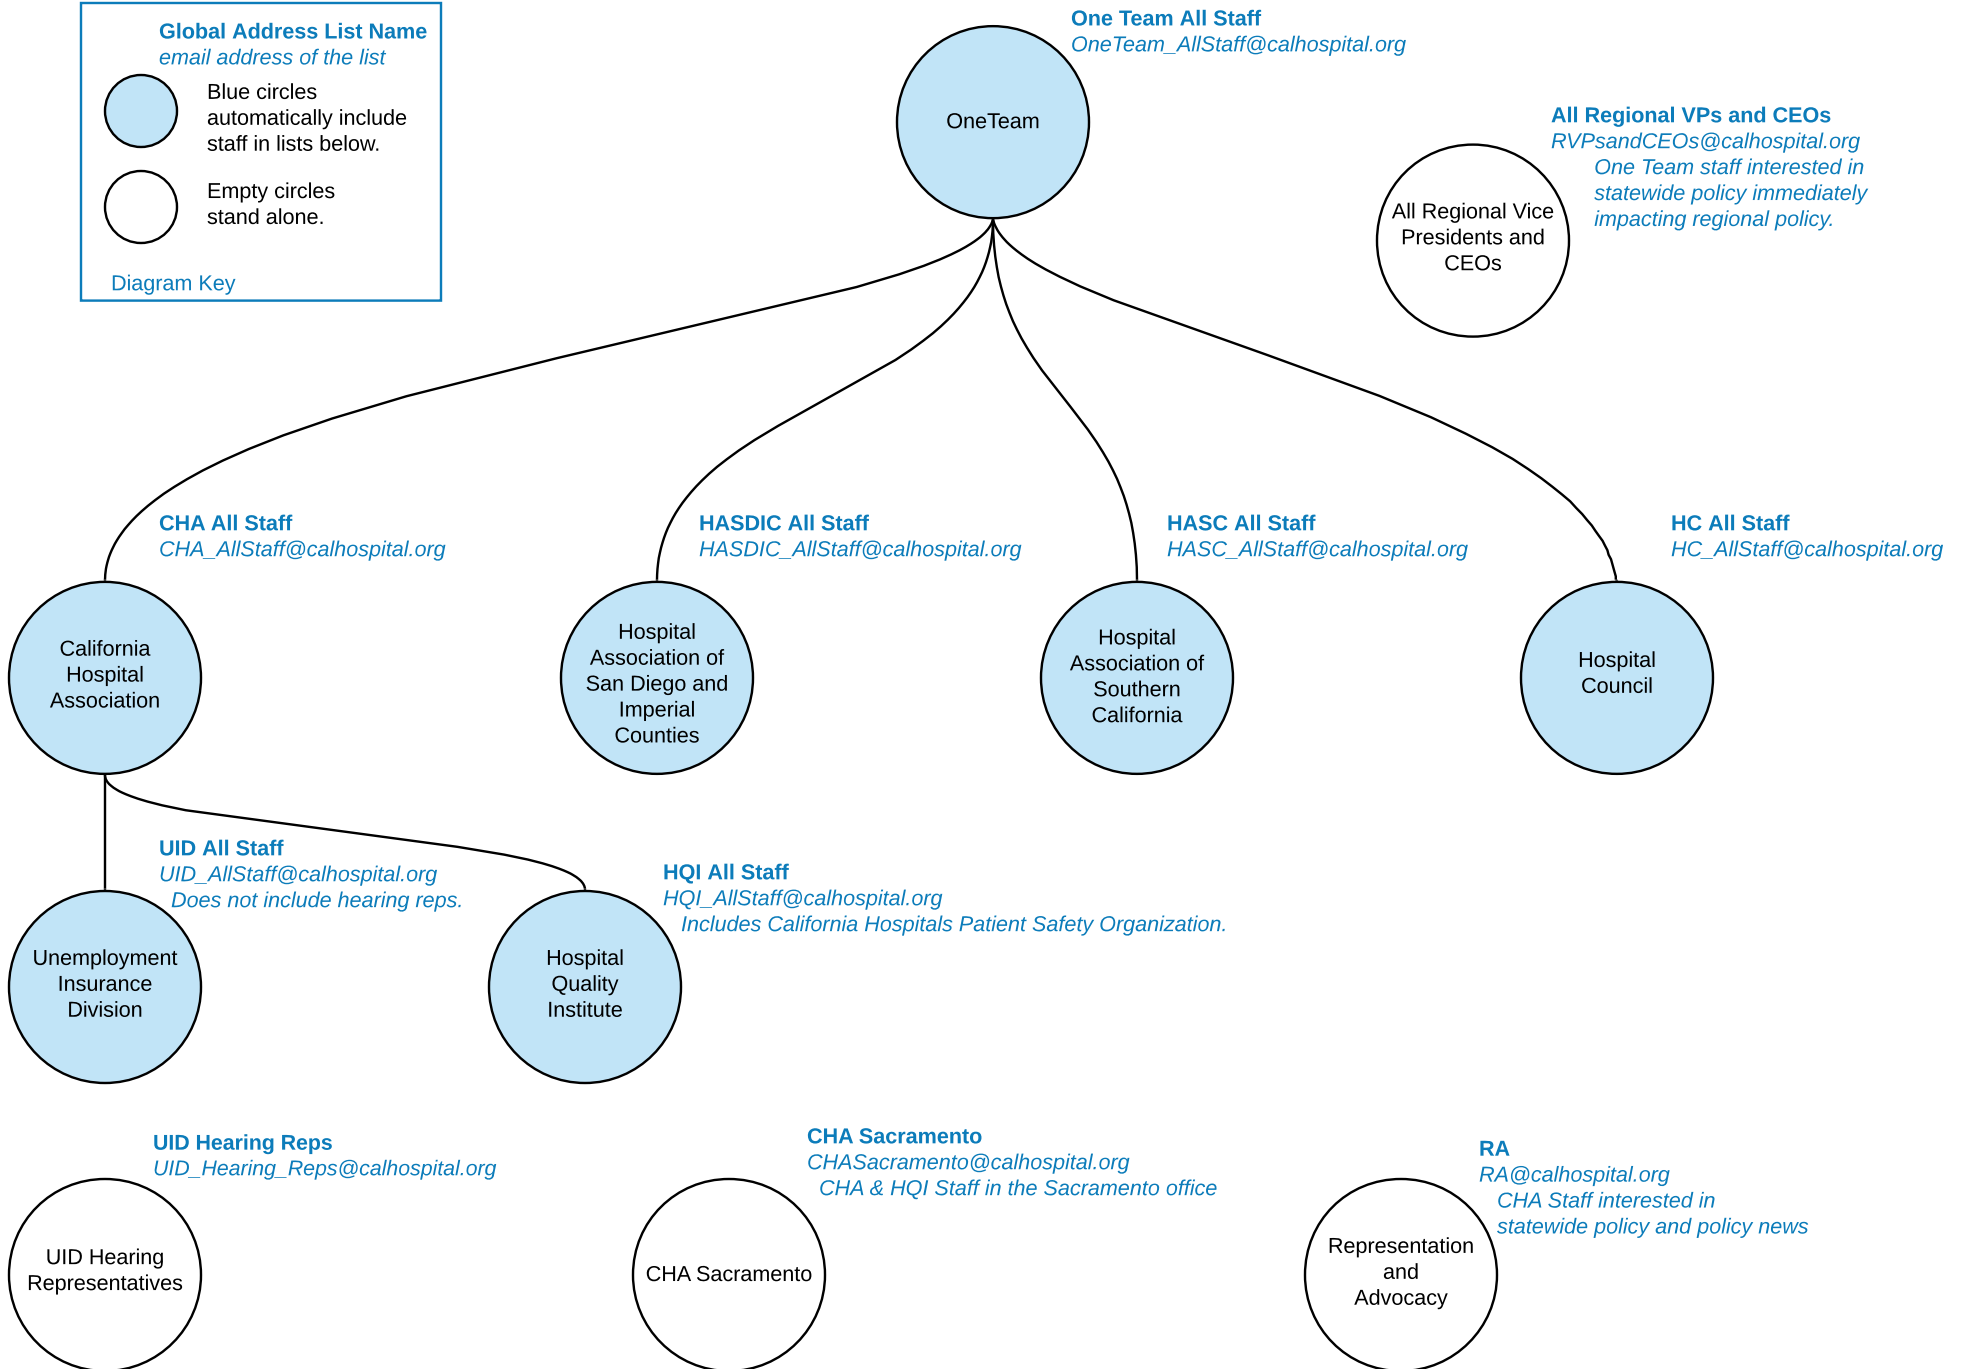 Global Address List Name
email address of the list
Blue circles
automatically include
staff in lists below.
Empty circles
stand alone.
Diagram Key
One Team All Staff
OneTeam_AllStaff@calhospital.org
OneTeam
All Regional VPs and CEOs
RVPsandCEOs@calhospital.org
One Team staff interested in
statewide policy immediately
impacting regional policy.
All Regional Vice
Presidents and
CEOs
CHA All Staff
CHA_AllStaff@calhospital.org
California
Hospital
Association
HASDIC All Staff
HASDIC_AllStaff@calhospital.org
Hospital
Association of
San Diego and
Imperial
Counties
HASC All Staff
HASC_AllStaff@calhospital.org
Hospital
Association of
Southern
California
HC All Staff
HC_AllStaff@calhospital.org
Hospital
Council
UID All Staff
UID_AllStaff@calhospital.org
Does not include hearing reps.
Unemployment
Insurance
Division
HQI All Staff
HQI_AllStaff@calhospital.org
Includes California Hospitals Patient Safety Organization.
Hospital
Quality
Institute
UID Hearing Reps
UID_Hearing_Reps@calhospital.org
UID Hearing
Representatives
CHA Sacramento
CHASacramento@calhospital.org
CHA & HQI Staff in the Sacramento office
CHA Sacramento
RA
RA@calhospital.org
CHA Staff interested in
statewide policy and policy news
Representation
and
Advocacy